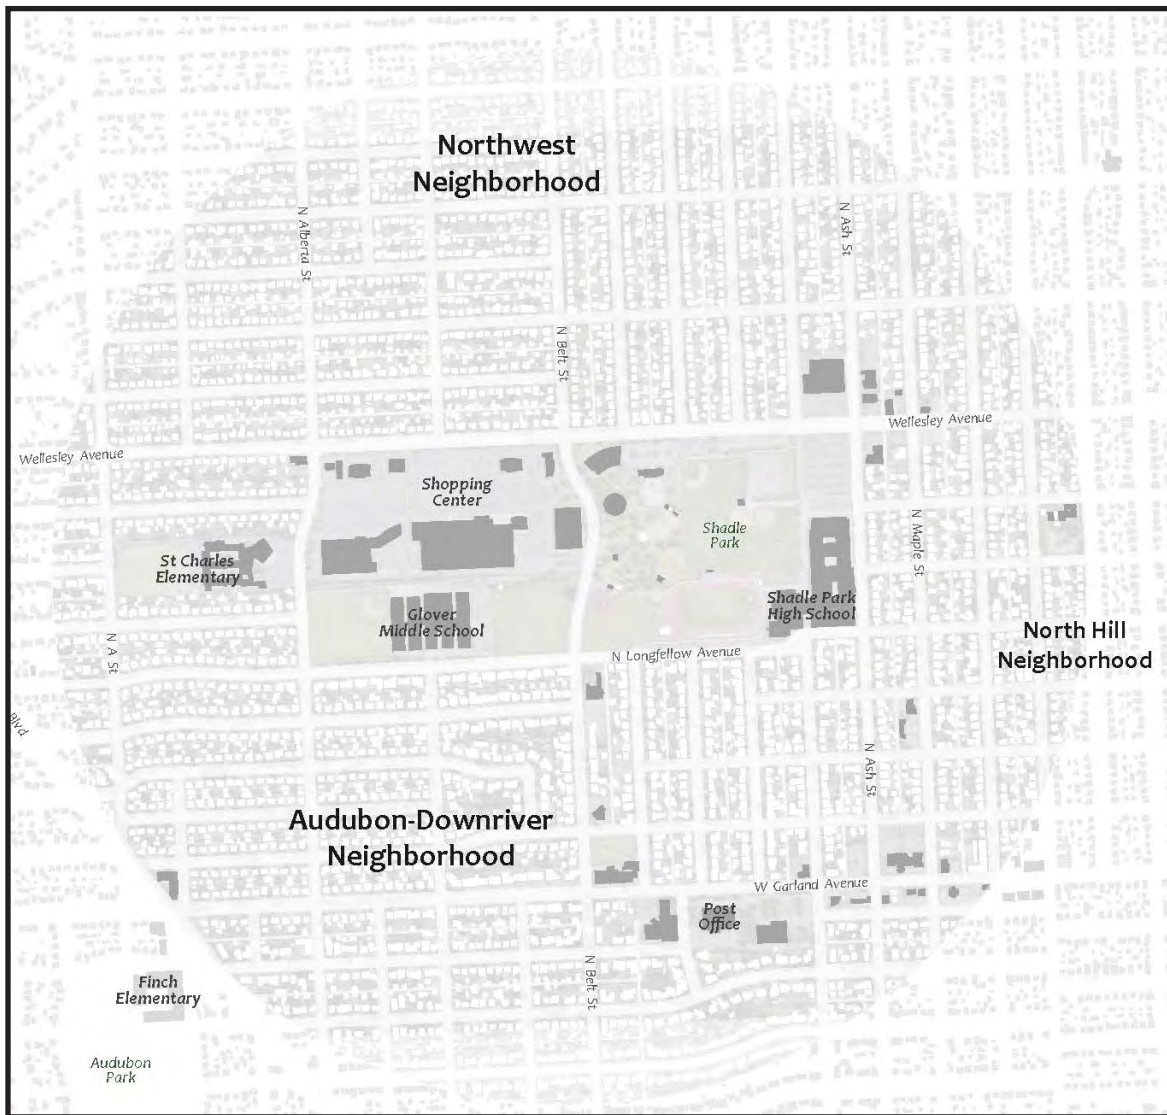 Northwest
Neighborhood
N Alberta St
N Ash St
N Belt St
Wellesley Avenue
Wellesley Avenue
Shopping
Center
Shadle
Park
N Maple St
St Charles
Elementary
Glover
Middle School
Shadle Park
High School
North Hill
Neighborhood
N A St
N Longfellow Avenue
Blvd
N Ash St
Audubon-Downriver
Neighborhood
W Garland Avenue
Post
Office
N Belt St
Finch
Elementary
Audubon
Park